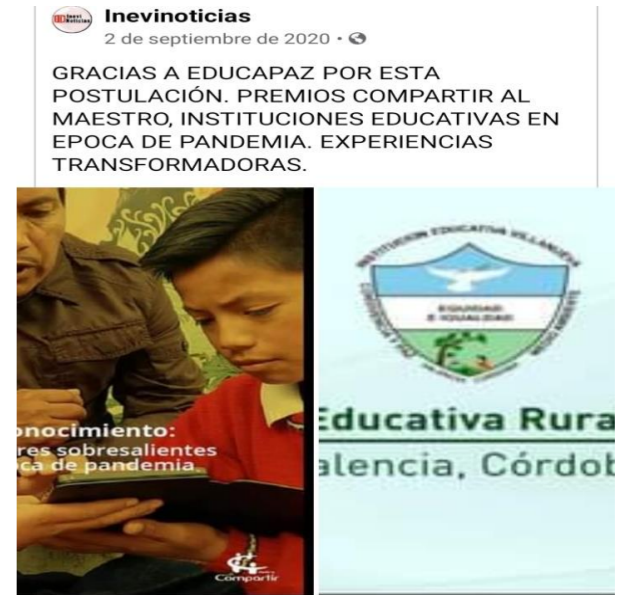 Inevinoticias
2 de septiembre de 2020
GRACIAS A EDUCAPAZ POR ESTA
POSTULACIÓN. PREMIOS COMPARTIR AL
MAESTRO, INSTITUCIONES EDUCATIVAS EN
EPOCA DE PANDEMIA. EXPERIENCIAS
TRANSFORMADORAS.
onocimiento:
res sobresalientes
ca de pandemia
Compartir
INSTITUCION EDUCATIVA VILLANUEVA
EQUIDAD
E IGUALDAD
Educativa Rura
alencia, Córdob